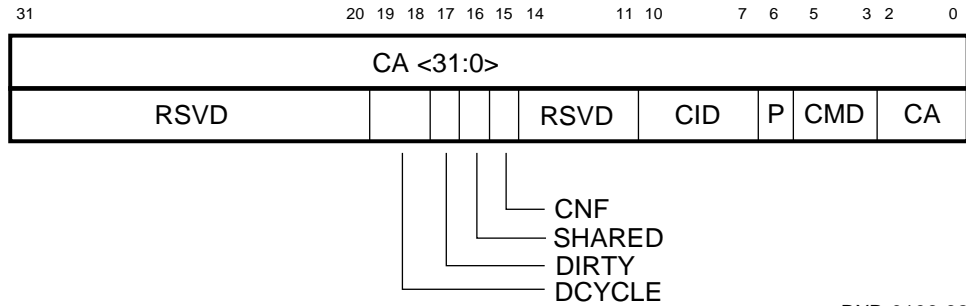 31 20 19 18 17 16 15 14 11 10 7 6 5 3 2 0
CA <31:0>
RSVD RSVD CID P CMD CA
CNF
SHARED
DIRTY
DCYCLE